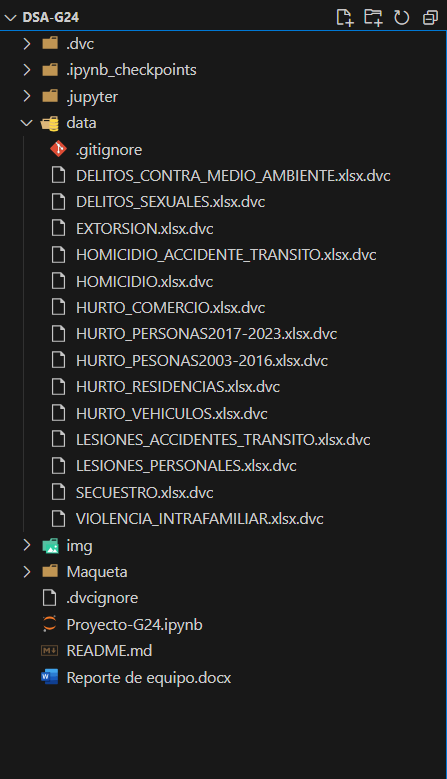 DSA-G24
.dvc
.ipynb_checkpoints
.jupyter
data
.gitignore
DELITOS_CONTRA_MEDIO_AMBIENTE.xlsx.dvc
DELITOS_SEXUALES.xlsx.dvc
EXTORSION.xlsx.dvc
HOMICIDIO_ACCIDENTE_TRANSITO.xlsx.dvc
HOMICIDIO.xlsx.dvc
HURTO_COMERCIO.xlsx.dvc
HURTO_PERSONAS2017-2023.xlsx.dvc
HURTO_PESONAS2003-2016.xlsx.dvc
HURTO_RESIDENCIAS.xlsx.dvc
HURTO_VEHICULOS.xlsx.dvc
LESIONES_ACCIDENTES_TRANSITO.xlsx.dvc
LESIONES_PERSONALES.xlsx.dvc
SECUESTRO.xlsx.dvc
VIOLENCIA_INTRAFAMILIAR.xlsx.dvc
img
Maqueta
.dvcignore
Proyecto-G24.ipynb
README.md
Reporte de equipo.docx